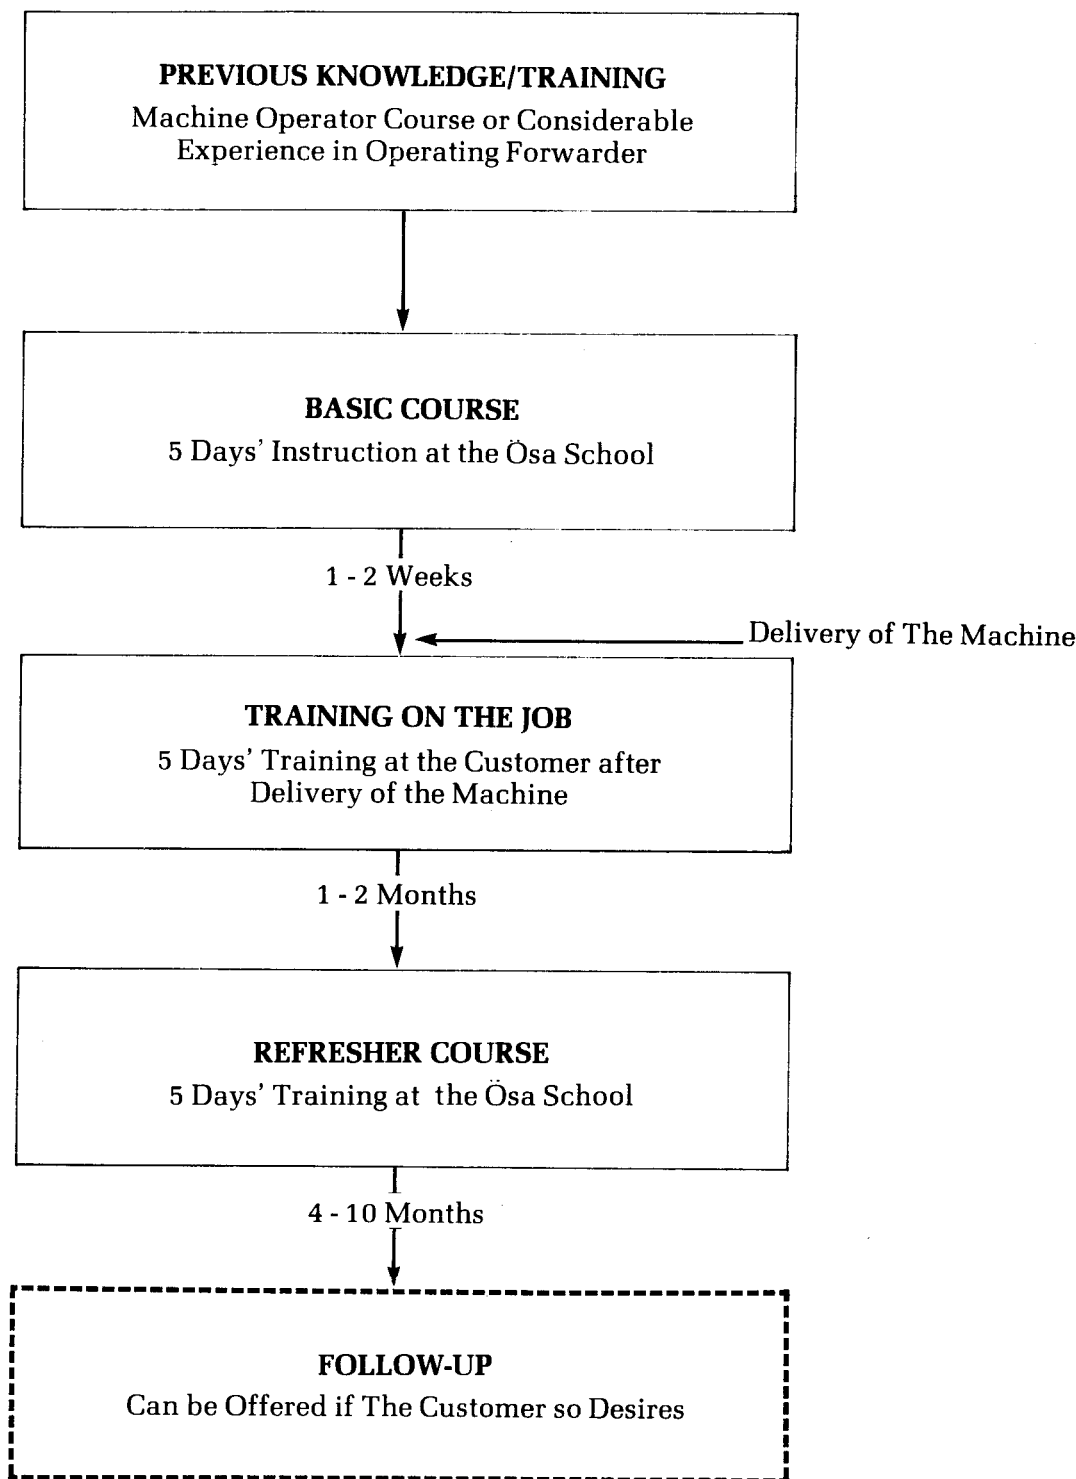 PREVIOUS KNOWLEDGE/TRAINING
Machine Operator Course or Considerable
Experience in Operating Forwarder
BASIC COURSE
5 Days' Instruction at the Ösa School
1 - 2 Weeks
Delivery of The Machine
TRAINING ON THE JOB
5 Days' Training at the Customer after
Delivery of the Machine
1 - 2 Months
REFRESHER COURSE
5 Days' Training at the Ösa School
4 - 10 Months
FOLLOW-UP
Can be Offered if The Customer so Desires